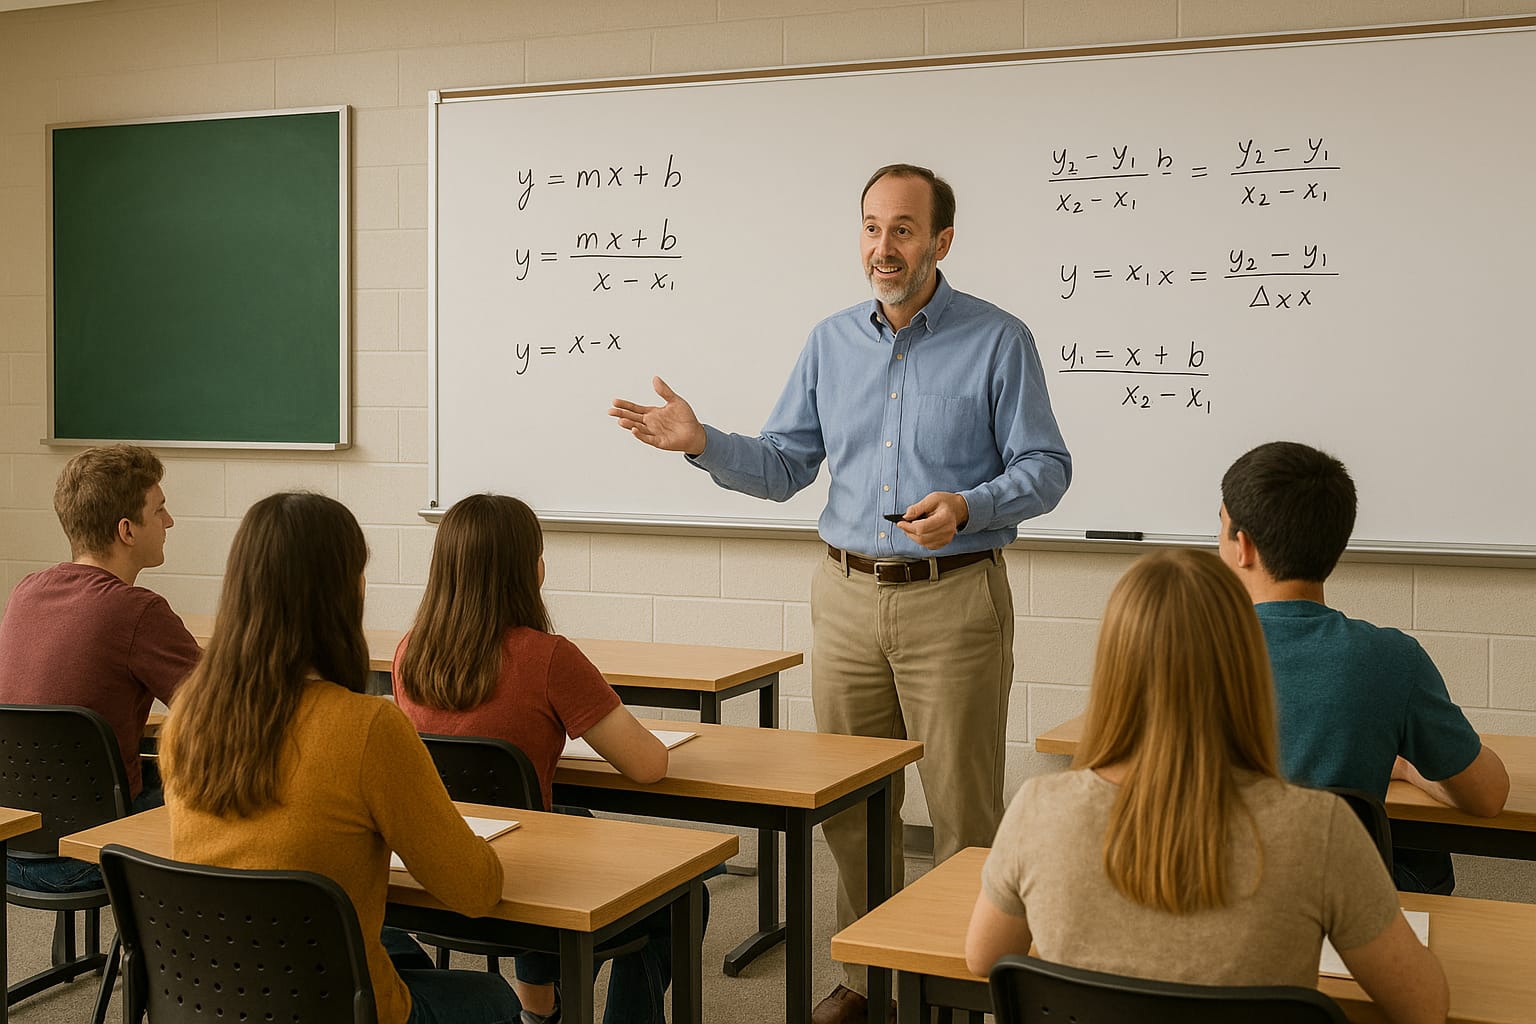 y = mx + b
y = (mx + b)/(x - x₁)
y = x - x
(y₂ - y₁)/(x₂ - x₁) b = (y₂ - y₁)/(x₂ - x₁)
y = x₁x = (y₂ - y₁)/(Δxx)
(y₁ = x + b)/(x₂ - x₁)